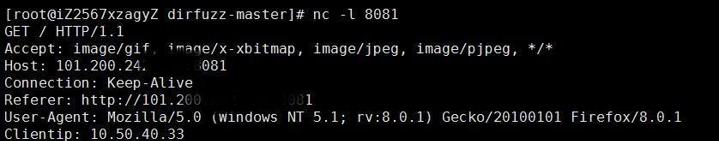 [root@iZ2567xzagyZ dirfuzz-master]# nc -l 8081
GET / HTTP/1.1
Accept: image/gif, image/x-xbitmap, image/jpeg, image/pjpeg, */*
Host: 101.200.24 8081
Connection: Keep-Alive
Referer: http://101.200
User-Agent: Mozilla/5.0 (Windows NT 5.1; rv:8.0.1) Gecko/20100101 Firefox/8.0.1
Clientip: 10.50.40.33